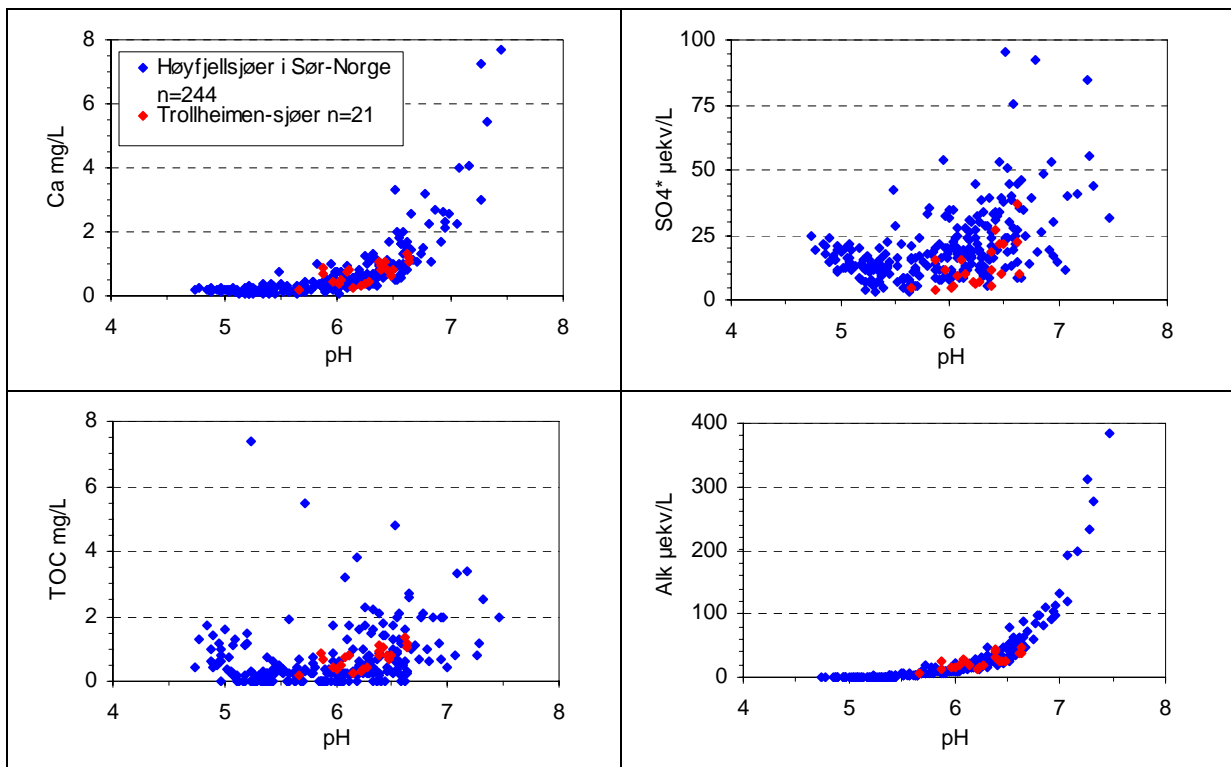 8
6
4
2
0
Ca mg/L
Høyfjellsjøer i Sør-Norge
n=244
Trollheimen-sjøer n=21
4 5 6 7 8
pH
100
75
50
25
0
SO4* µekv/L
4 5 6 7 8
pH
8
6
4
2
0
TOC mg/L
4 5 6 7 8
pH
400
300
200
100
0
Alk µekv/L
4 5 6 7 8
pH